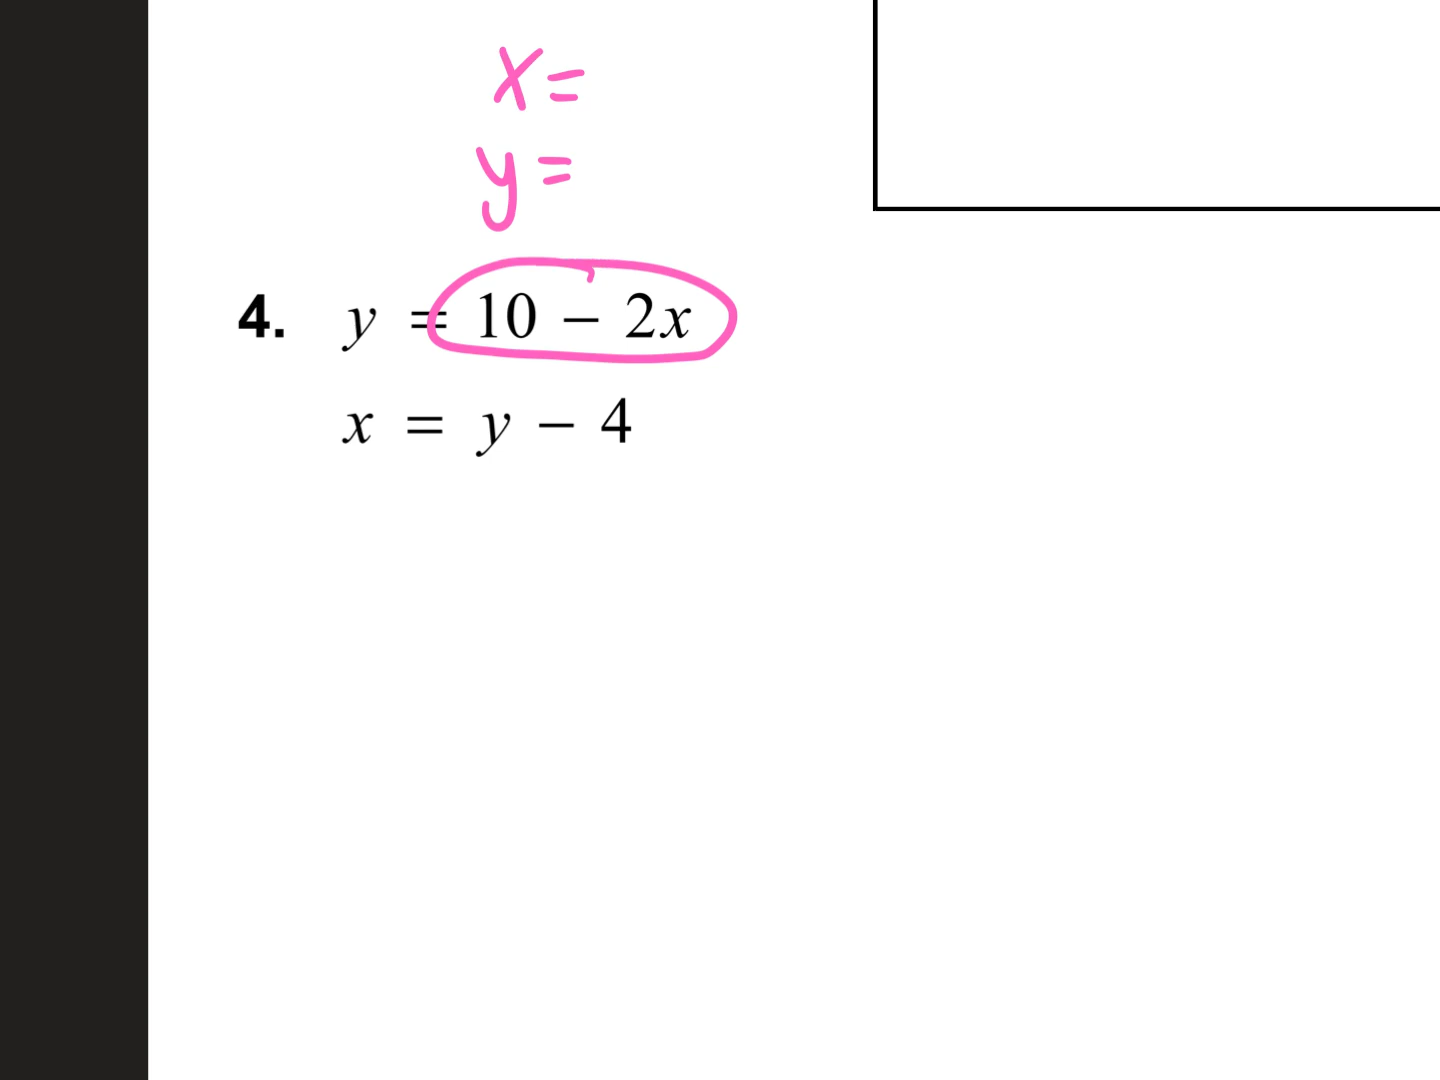 x=
y=
4. y = 10 − 2x
x = y − 4